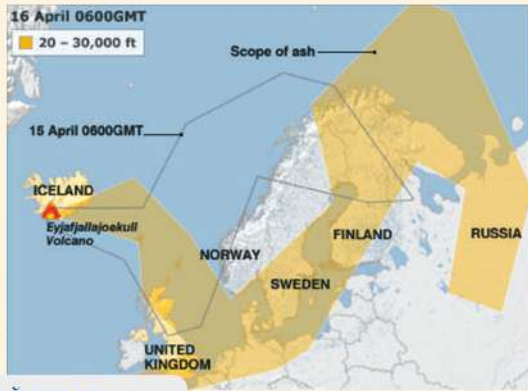 16 April 0600GMT
20 – 30,000 ft
Scope of ash
15 April 0600GMT
ICELAND
Eyjafjallajoekull
Volcano
NORWAY
FINLAND
RUSSIA
SWEDEN
UNITED
KINGDOM